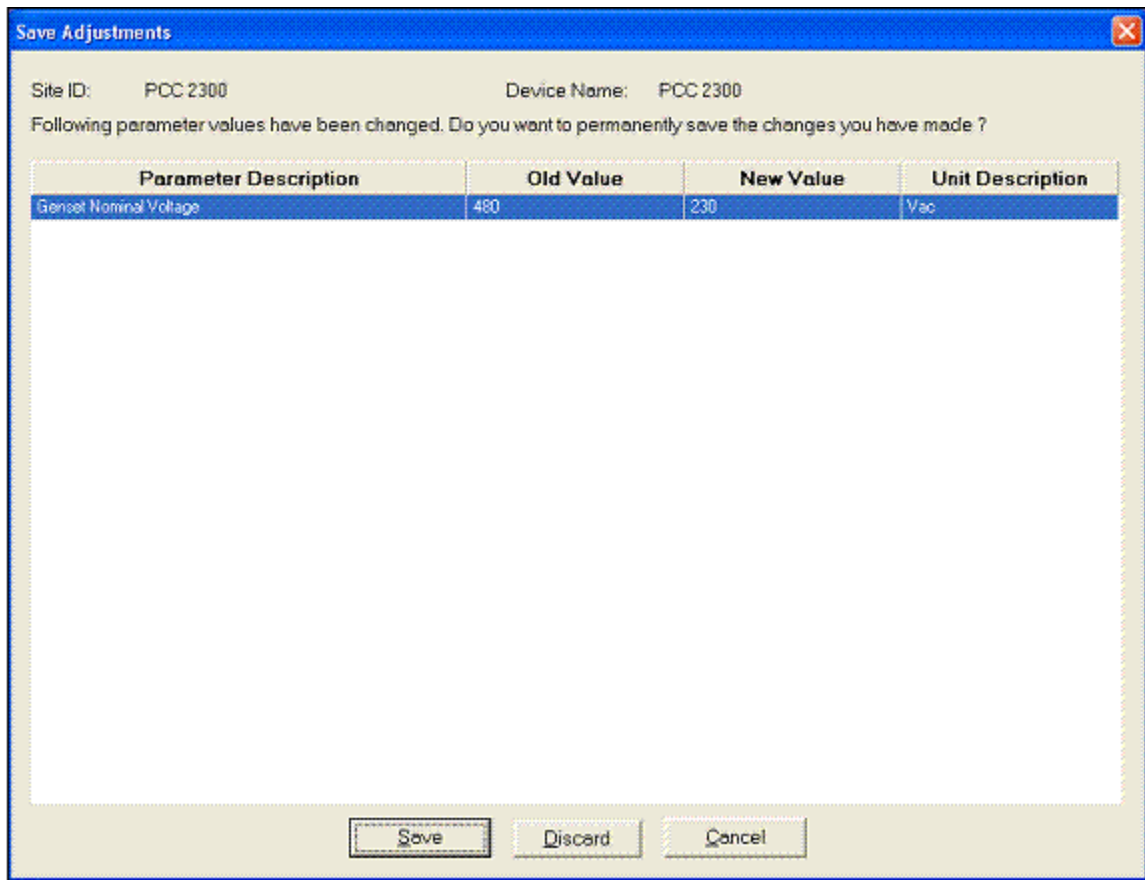 Save Adjustments
Site ID: PCC 2300 Device Name: PCC 2300
Following parameter values have been changed. Do you want to permanently save the changes you have made ?
Parameter Description Old Value New Value Unit Description
Genset Nominal Voltage 480 230 Vac
Save Discard Cancel